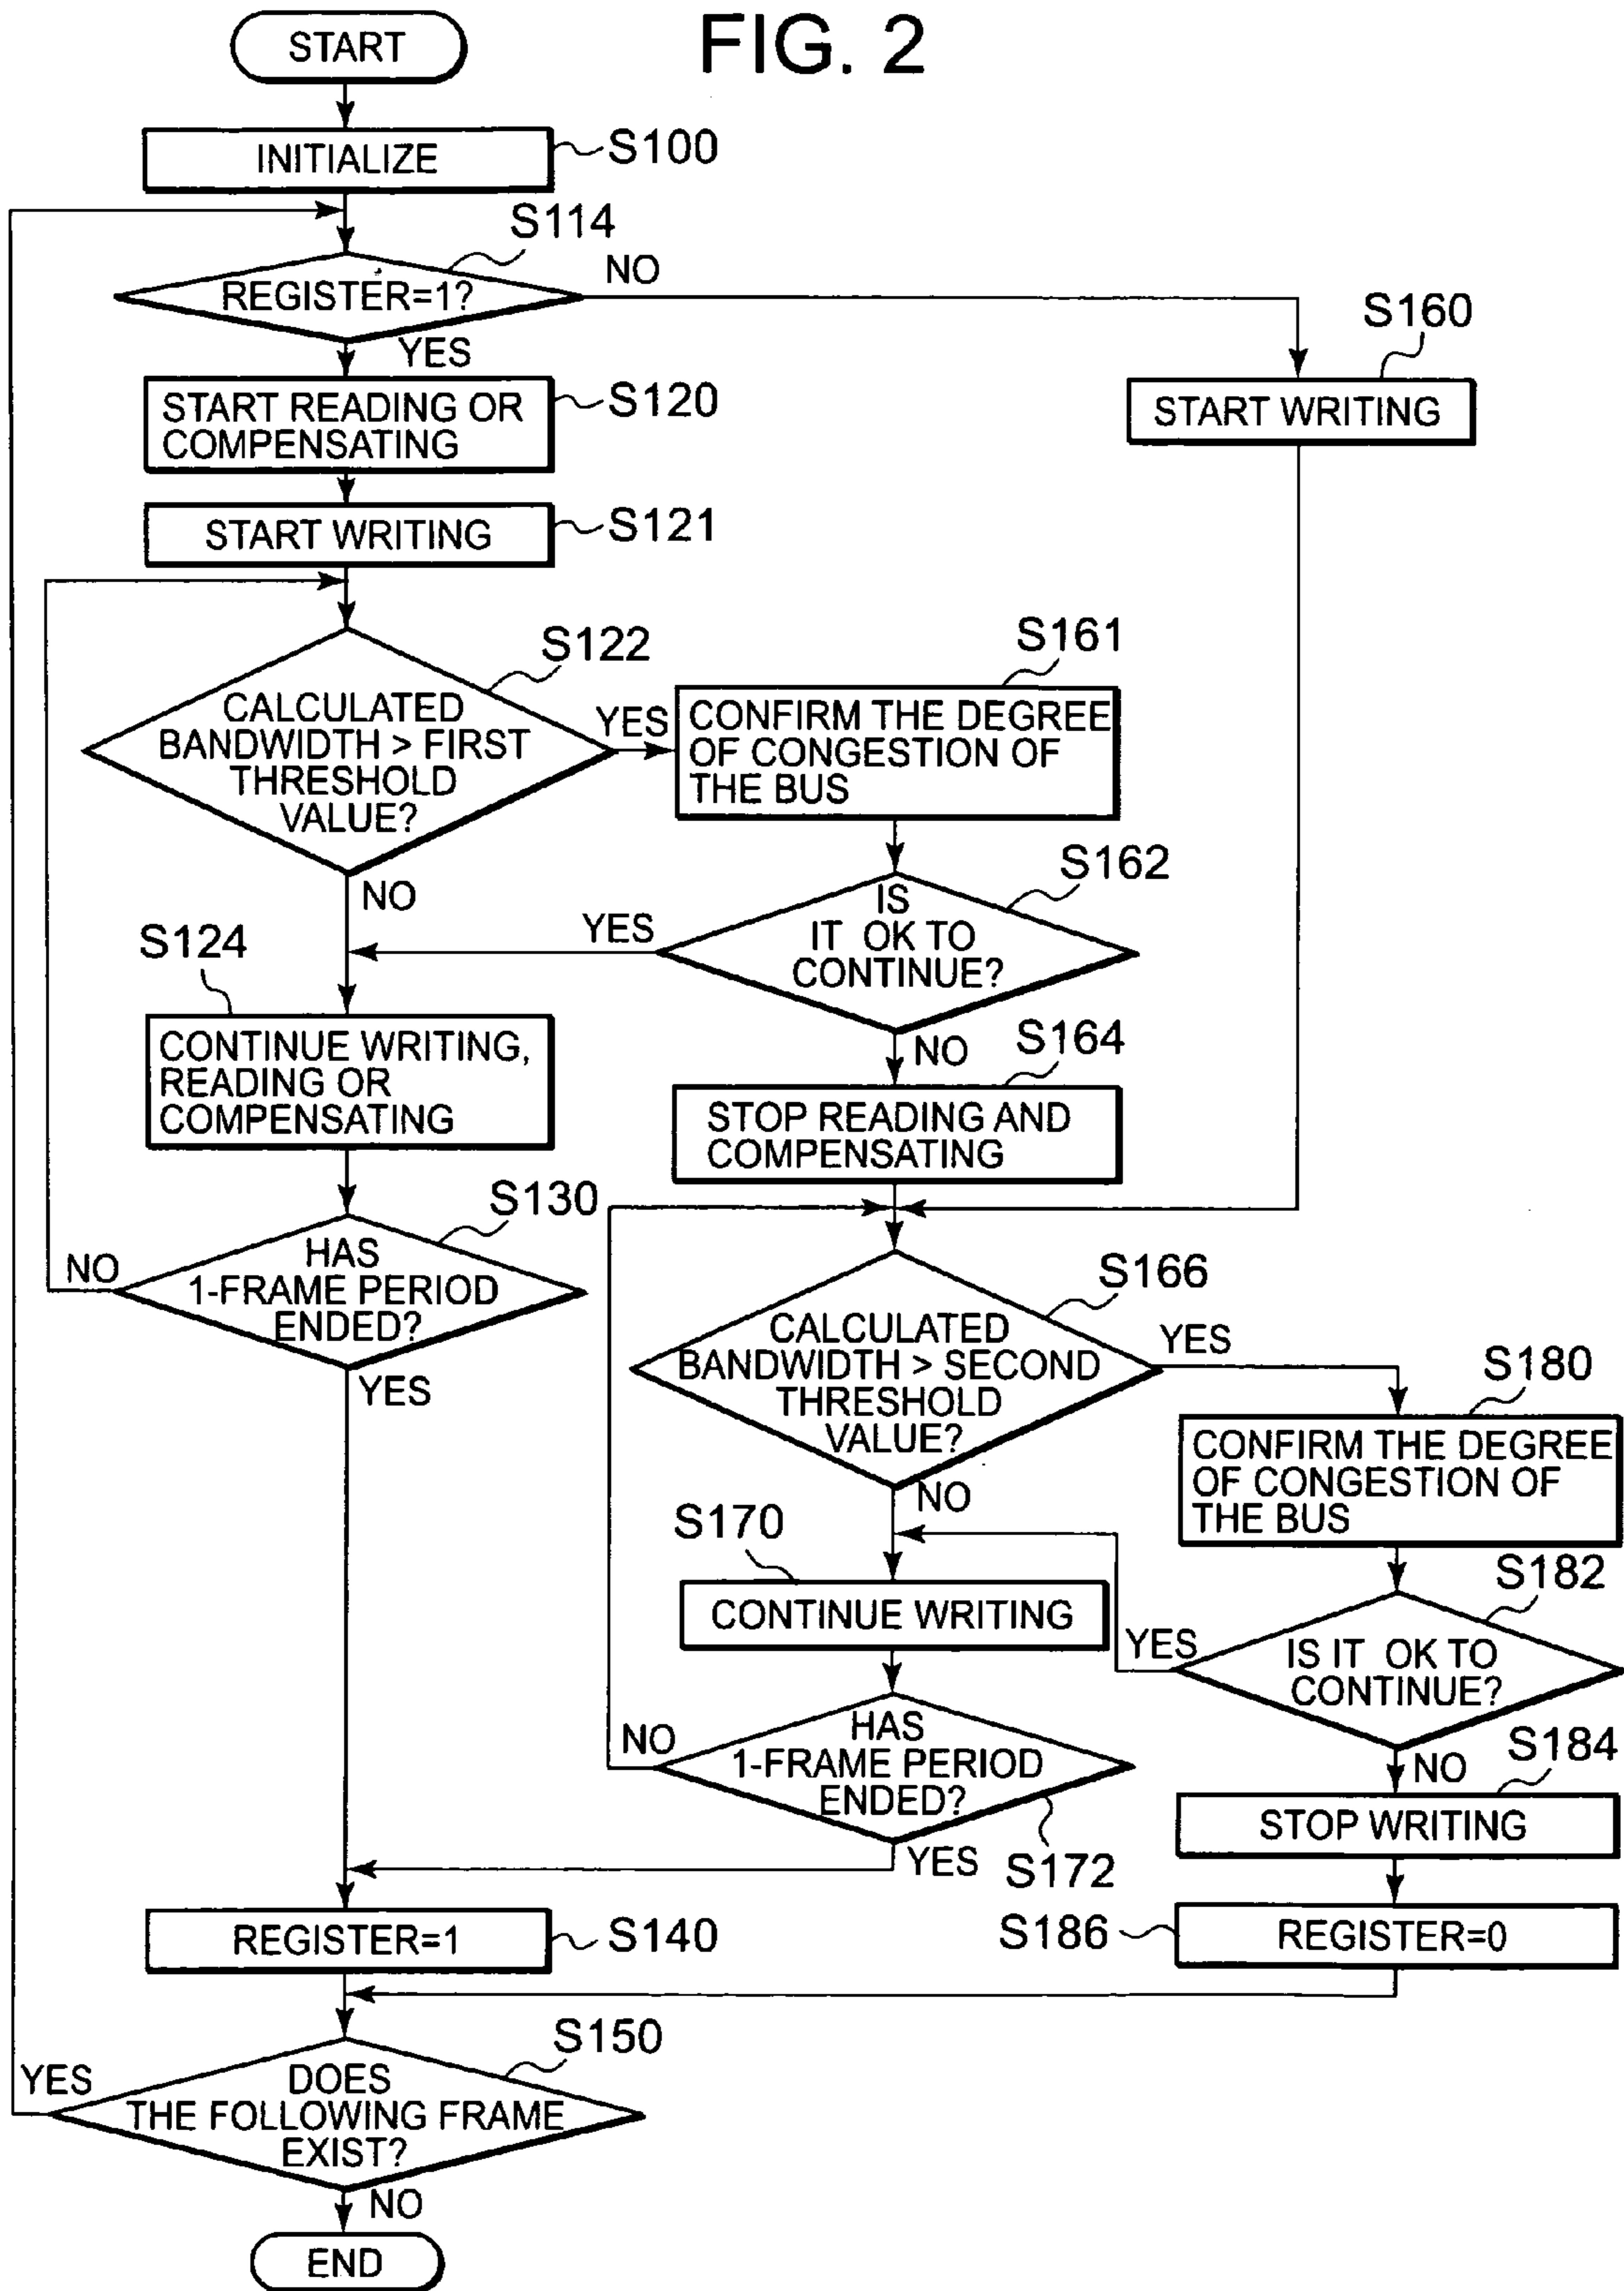 FIG. 2
START
INITIALIZE
S100
S114
REGISTER=1?
NO
YES
S160
START WRITING
START READING OR
COMPENSATING
S120
START WRITING
S121
S122
CALCULATED
BANDWIDTH > FIRST
THRESHOLD
VALUE?
YES
NO
S161
CONFIRM THE DEGREE
OF CONGESTION OF
THE BUS
S162
IS
IT OK TO
CONTINUE?
YES
NO
S124
CONTINUE WRITING,
READING OR
COMPENSATING
S164
STOP READING AND
COMPENSATING
S130
HAS
1-FRAME PERIOD
ENDED?
NO
YES
S166
CALCULATED
BANDWIDTH > SECOND
THRESHOLD
VALUE?
YES
NO
S180
CONFIRM THE DEGREE
OF CONGESTION OF
THE BUS
S170
CONTINUE WRITING
S182
IS IT OK TO
CONTINUE?
YES
NO
HAS
1-FRAME PERIOD
ENDED?
NO
YES
S172
S184
STOP WRITING
REGISTER=1
S140
S186
REGISTER=0
S150
DOES
THE FOLLOWING FRAME
EXIST?
YES
NO
END